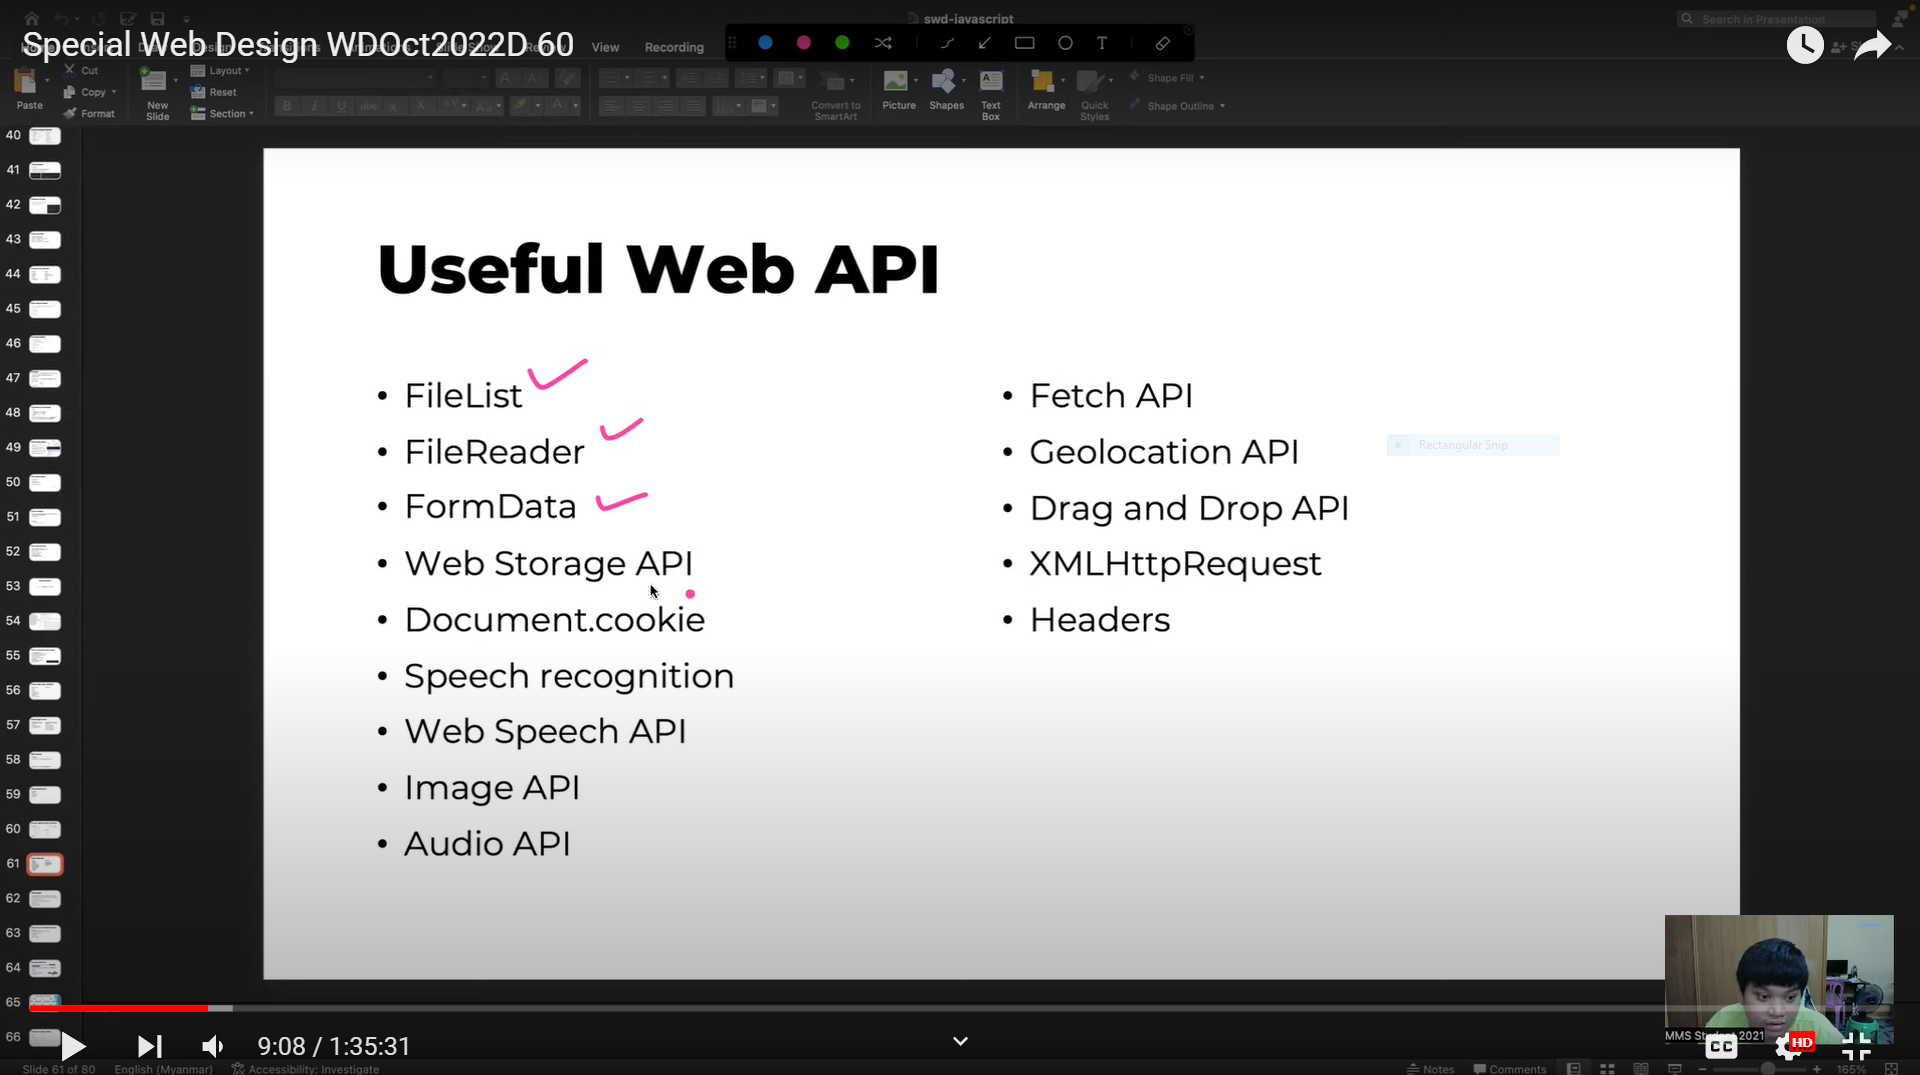 swd-javascript
Search in Presentation
Special Web Design WDOct2022D 60
View
Recording
Cut
Copy
Format
Paste
New
Slide
Layout
Reset
Section
Convert to
SmartArt
Picture
Shapes
Text
Box
Arrange
Quick
Styles
Shape Fill
Shape Outline
40
41
42
43
44
45
46
47
48
49
50
51
52
53
54
55
56
57
58
59
60
61
62
63
64
65
66
Useful Web API
• FileList
• FileReader
• FormData
• Web Storage API
• Document.cookie
• Speech recognition
• Web Speech API
• Image API
• Audio API
• Fetch API
• Geolocation API
• Drag and Drop API
• XMLHttpRequest
• Headers
Rectangular Snip
MMS Student 2021
9:08 / 1:35:31
CC
HD
Slide 61 of 80
English (Myanmar)
Accessibility: Investigate
Notes
Comments
165%